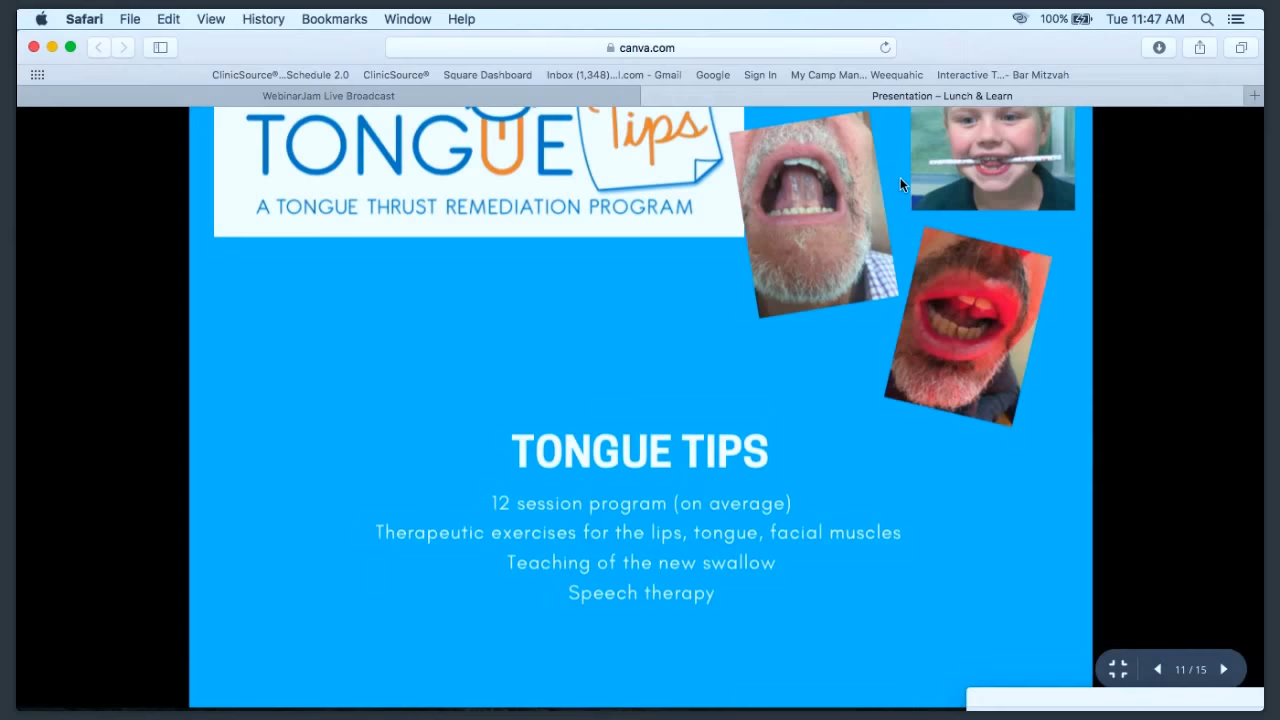 Safari File Edit View History Bookmarks Window Help 100% Tue 11:47 AM
canva.com
ClinicSource®...Schedule 2.0 ClinicSource® Square Dashboard Inbox (1,348)...l.com - Gmail Google Sign In My Camp Man... Weequahic Interactive T...- Bar Mitzvah
WebinarJam Live Broadcast Presentation – Lunch & Learn
TONGUE Tips
A TONGUE THRUST REMEDIATION PROGRAM
TONGUE TIPS
12 session program (on average)
Therapeutic exercises for the lips, tongue, facial muscles
Teaching of the new swallow
Speech therapy
11 / 15